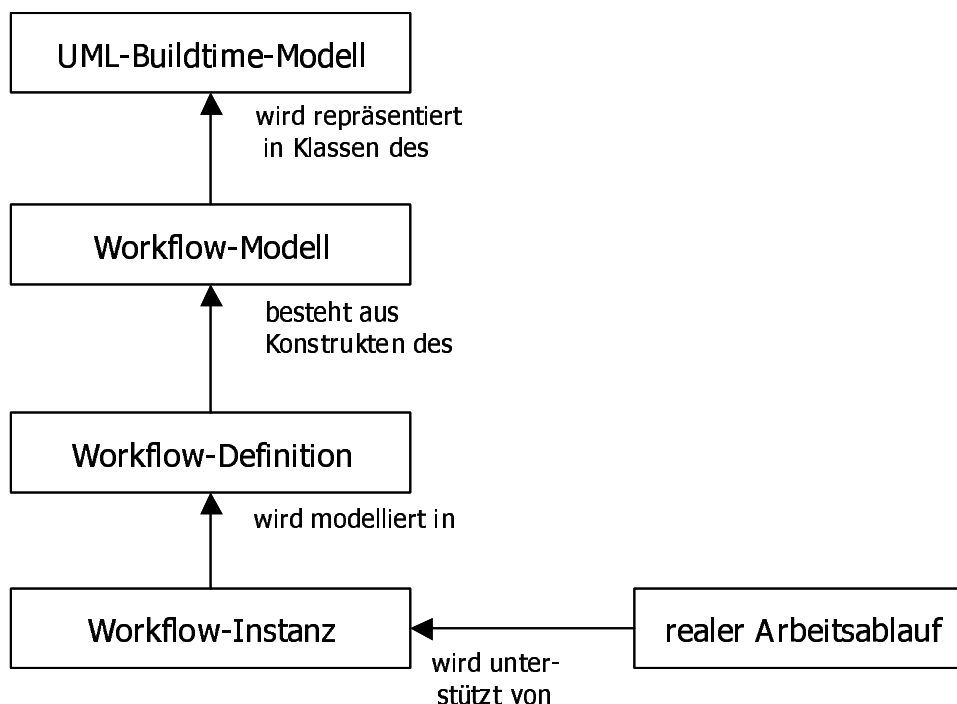 UML-Buildtime-Modell
wird repräsentiert
in Klassen des
Workflow-Modell
besteht aus
Konstrukten des
Workflow-Definition
wird modelliert in
Workflow-Instanz
realer Arbeitsablauf
wird unter-
stützt von